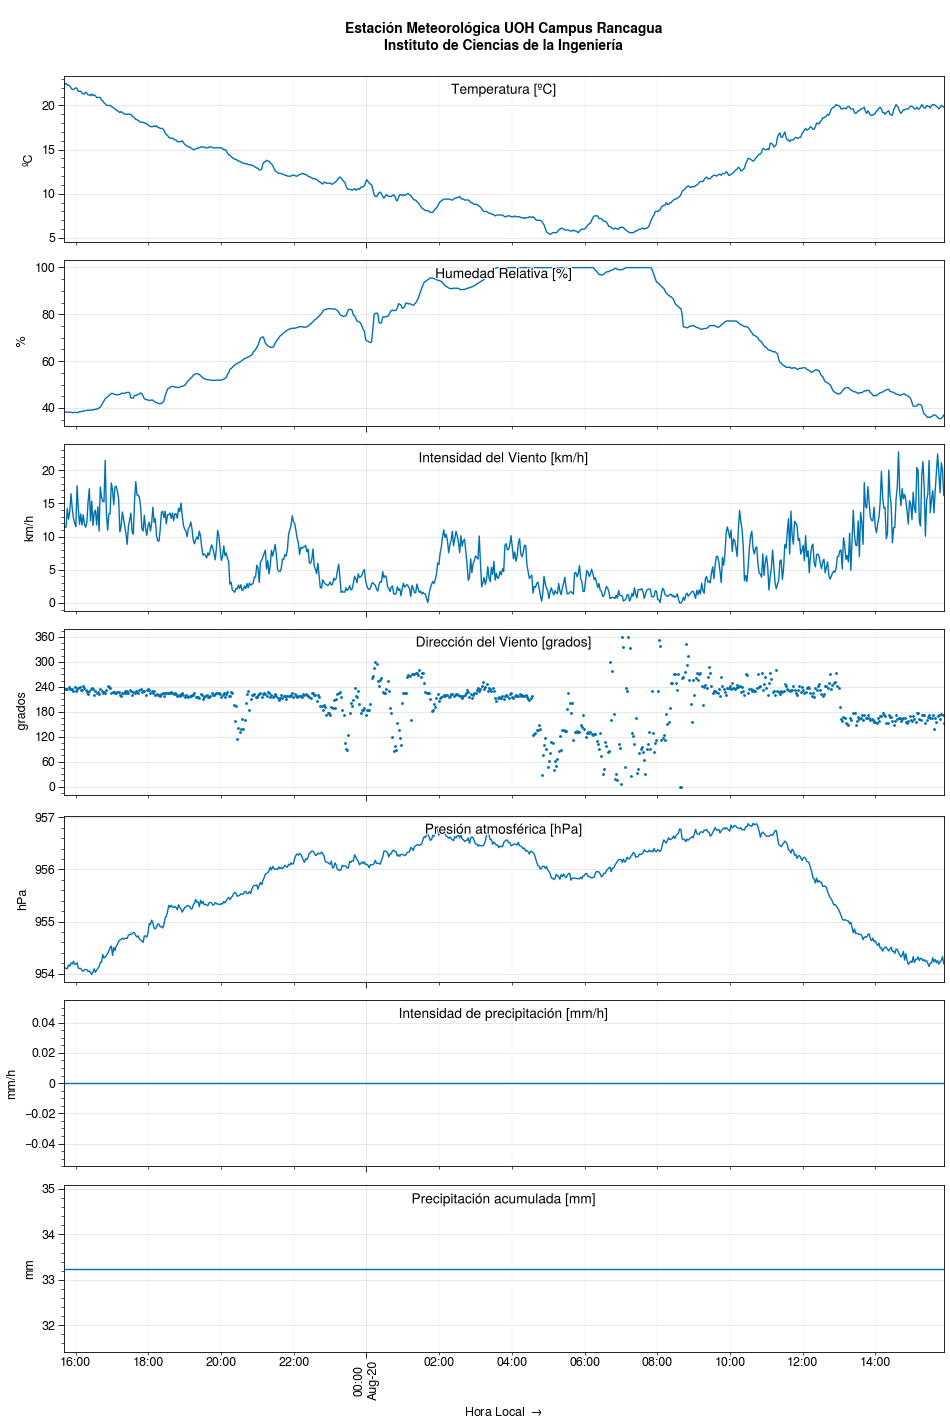 Estación Meteorológica UOH Campus Rancagua
Instituto de Ciencias de la Ingeniería
Temperatura [ºC]
ºC
20
15
10
5
Humedad Relativa [%]
%
100
80
60
40
Intensidad del Viento [km/h]
km/h
20
15
10
5
0
Dirección del Viento [grados]
grados
360
300
240
180
120
60
0
Presión atmosférica [hPa]
hPa
957
956
955
954
Intensidad de precipitación [mm/h]
mm/h
0.04
0.02
0
−0.02
−0.04
Precipitación acumulada [mm]
mm
35
34
33
32
16:00 18:00 20:00 22:00 00:00 02:00 04:00 06:00 08:00 10:00 12:00 14:00
Aug-20
Hora Local →